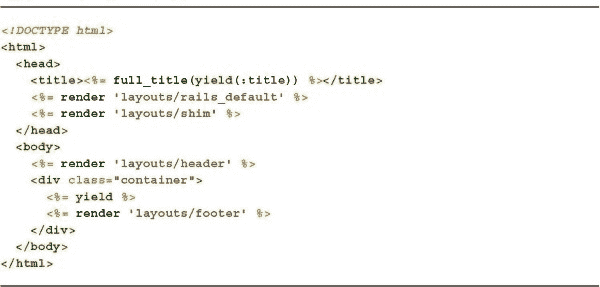 <!DOCTYPE html>
<html>
  <head>
    <title><%= full_title(yield(:title)) %></title>
    <%= render 'layouts/rails_default' %>
    <%= render 'layouts/shim' %>
  </head>
  <body>
    <%= render 'layouts/header' %>
    <div class="container">
      <%= yield %>
      <%= render 'layouts/footer' %>
    </div>
  </body>
</html>